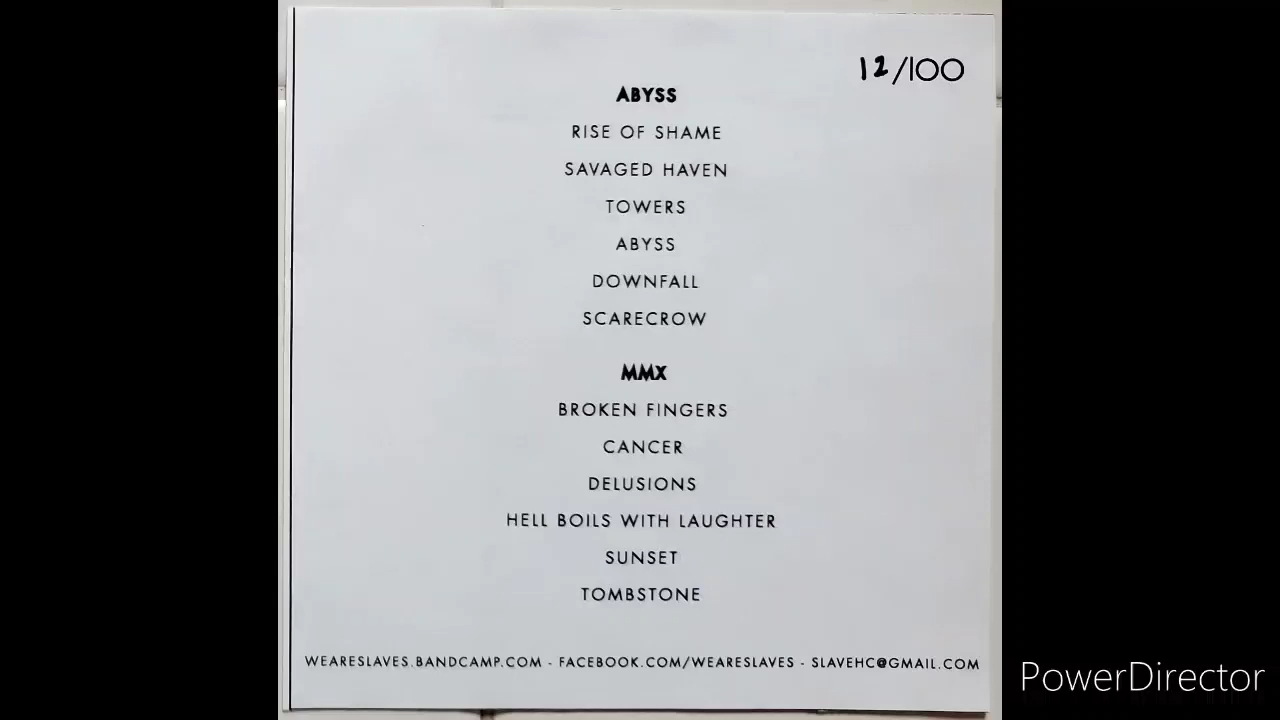 12/100
ABYSS
RISE OF SHAME
SAVAGED HAVEN
TOWERS
ABYSS
DOWNFALL
SCARECROW
MMX
BROKEN FINGERS
CANCER
DELUSIONS
HELL BOILS WITH LAUGHTER
SUNSET
TOMBSTONE
WEARESLAVES.BANDCAMP.COM - FACEBOOK.COM/WEARESLAVES - SLAVEHC@GMAIL.COM
PowerDirector